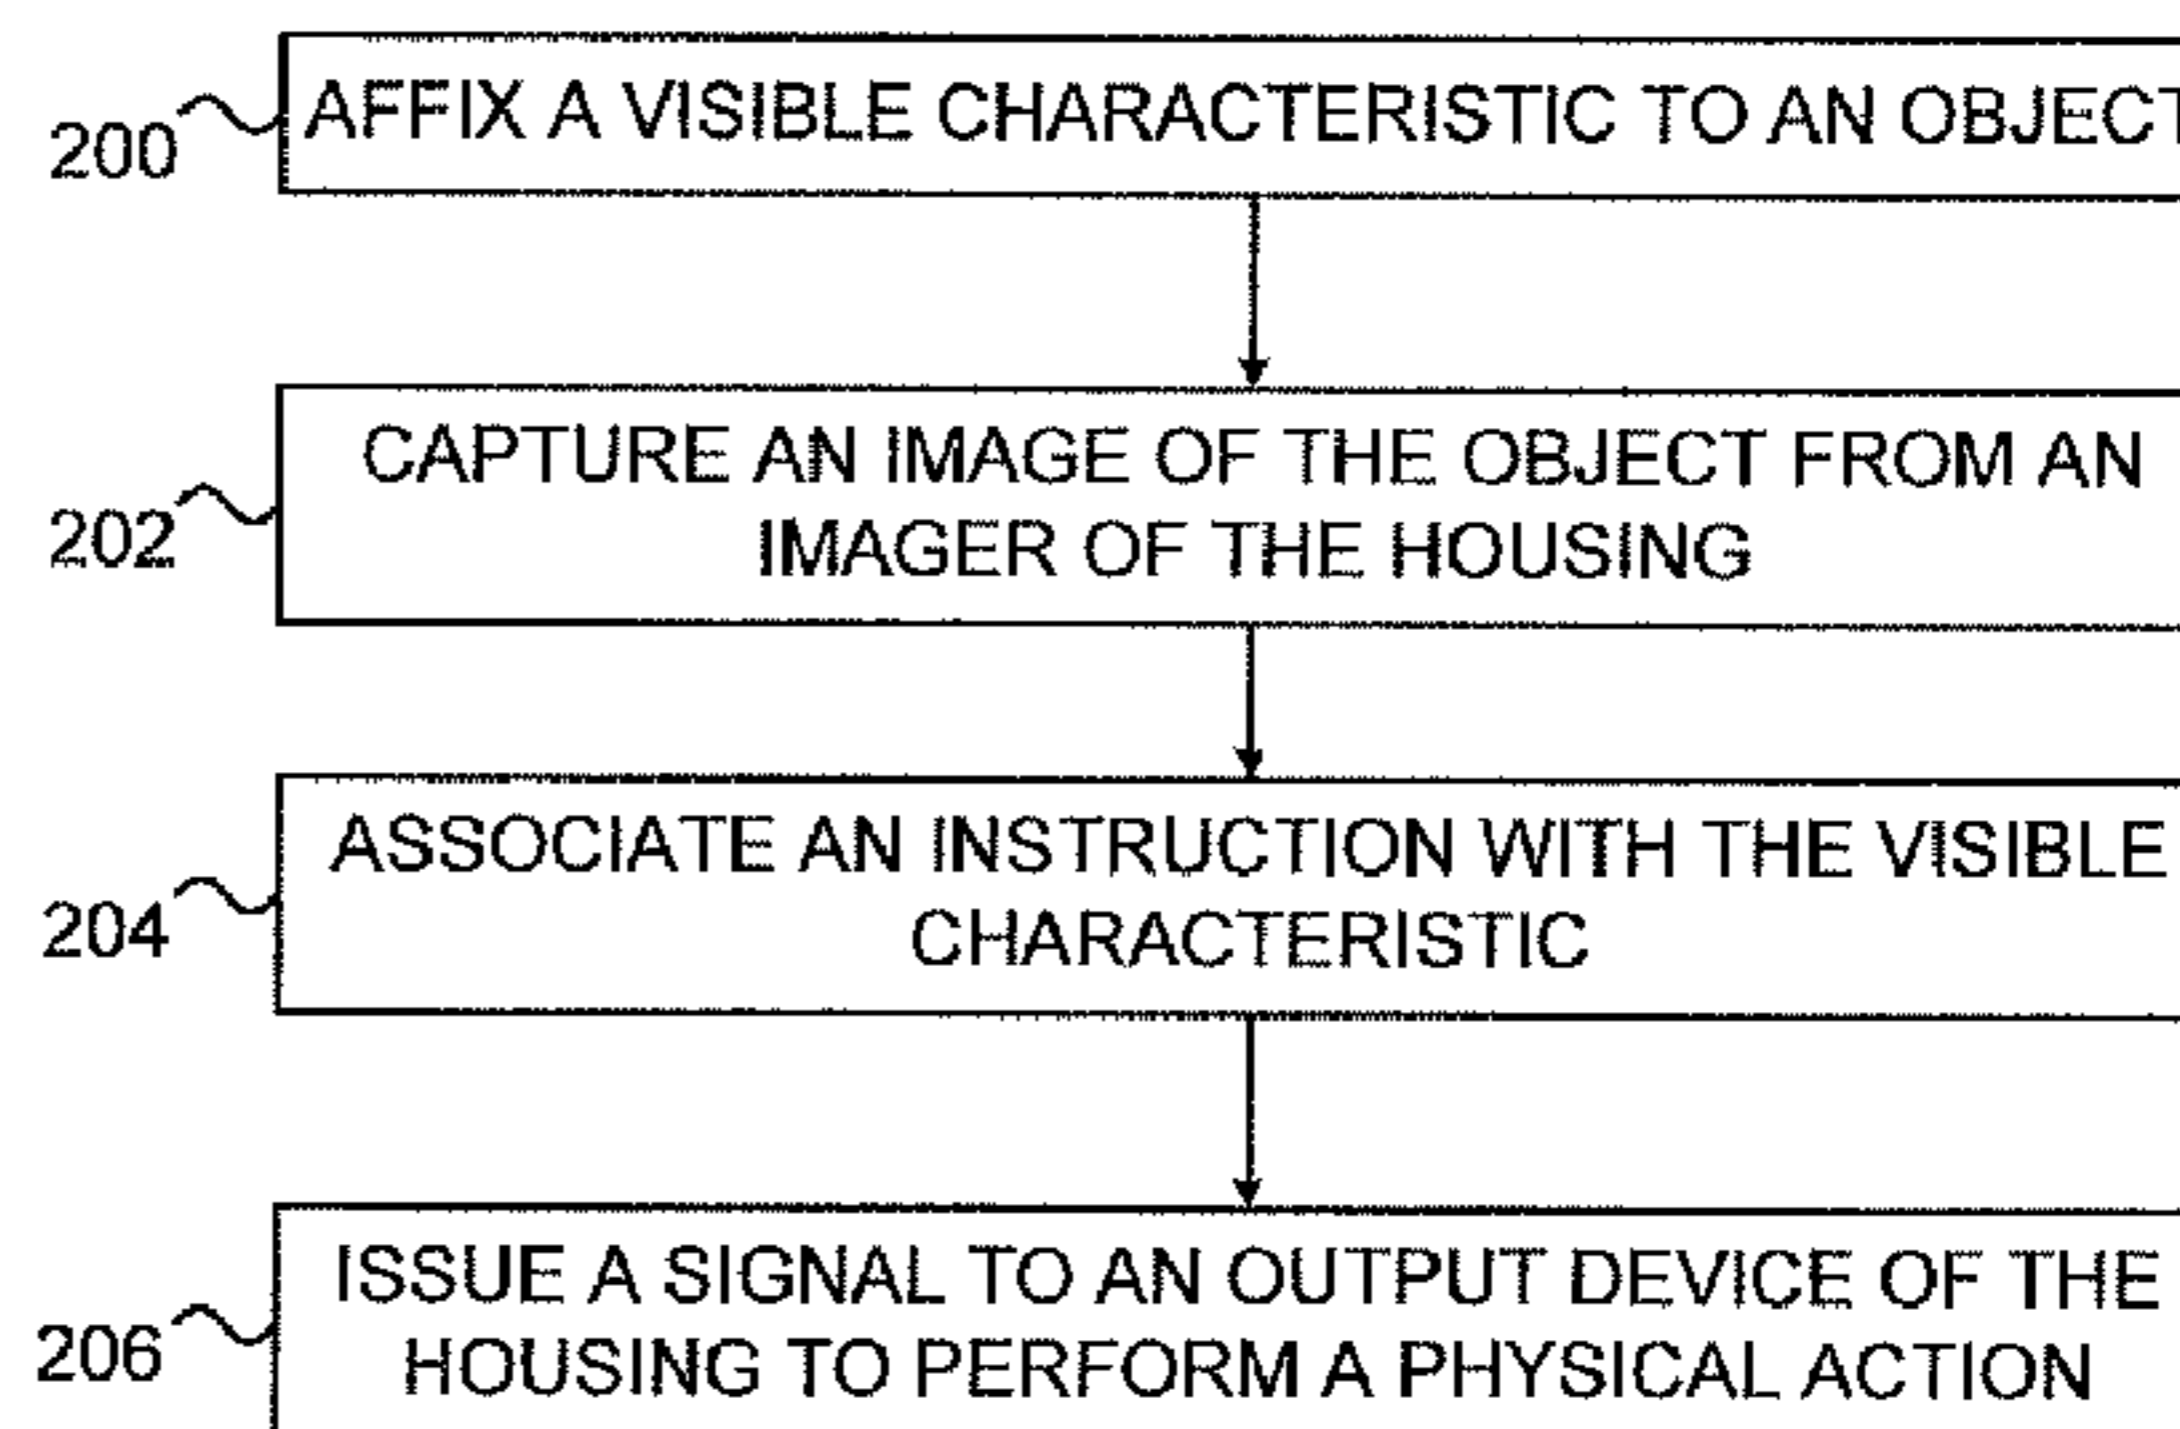 200
AFFIX A VISIBLE CHARACTERISTIC TO AN OBJECT
202
CAPTURE AN IMAGE OF THE OBJECT FROM AN
IMAGER OF THE HOUSING
204
ASSOCIATE AN INSTRUCTION WITH THE VISIBLE
CHARACTERISTIC
206
ISSUE A SIGNAL TO AN OUTPUT DEVICE OF THE
HOUSING TO PERFORM A PHYSICAL ACTION